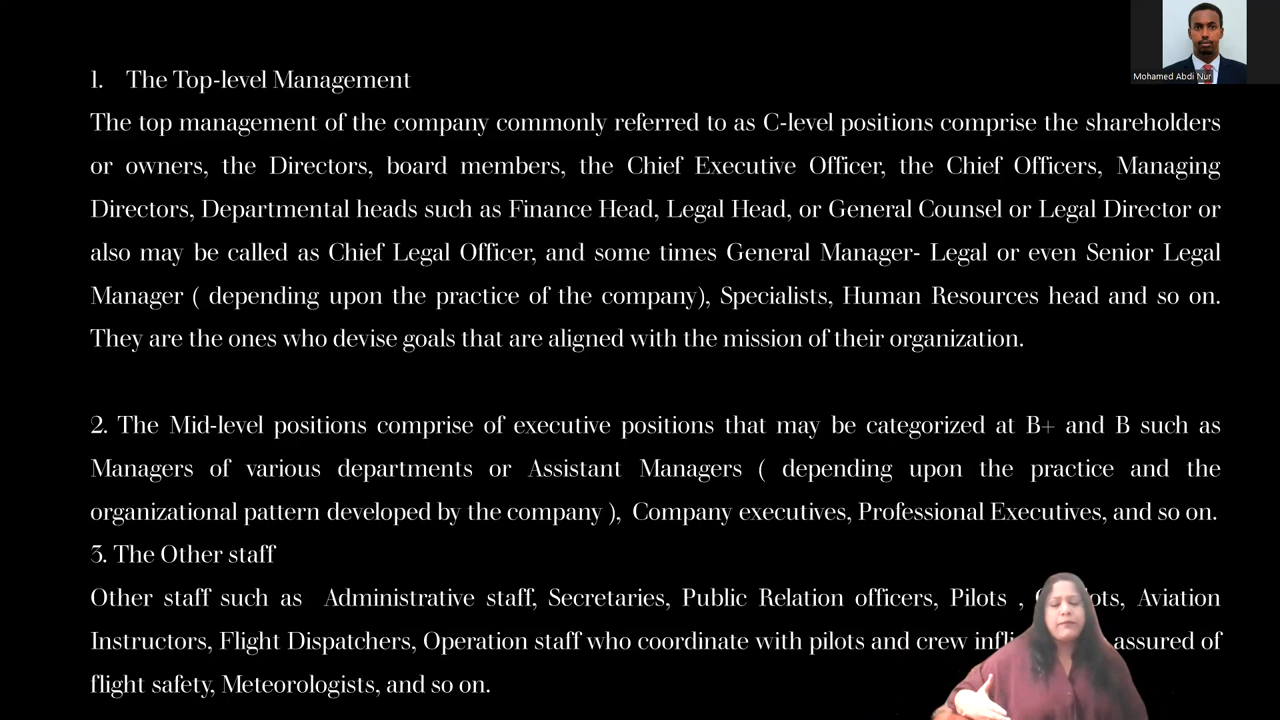 Mohamed Abdi Nur
1. The Top-level Management
The top management of the company commonly referred to as C-level positions comprise the shareholders
or owners, the Directors, board members, the Chief Executive Officer, the Chief Officers, Managing
Directors, Departmental heads such as Finance Head, Legal Head, or General Counsel or Legal Director or
also may be called as Chief Legal Officer, and some times General Manager- Legal or even Senior Legal
Manager ( depending upon the practice of the company), Specialists, Human Resources head and so on.
They are the ones who devise goals that are aligned with the mission of their organization.
2. The Mid-level positions comprise of executive positions that may be categorized at B+ and B such as
Managers of various departments or Assistant Managers ( depending upon the practice and the
organizational pattern developed by the company ), Company executives, Professional Executives, and so on.
3. The Other staff
Other staff such as Administrative staff, Secretaries, Public Relation officers, Pilots , Aviation
Instructors, Flight Dispatchers, Operation staff who coordinate with pilots and crew assured of
flight safety, Meteorologists, and so on.